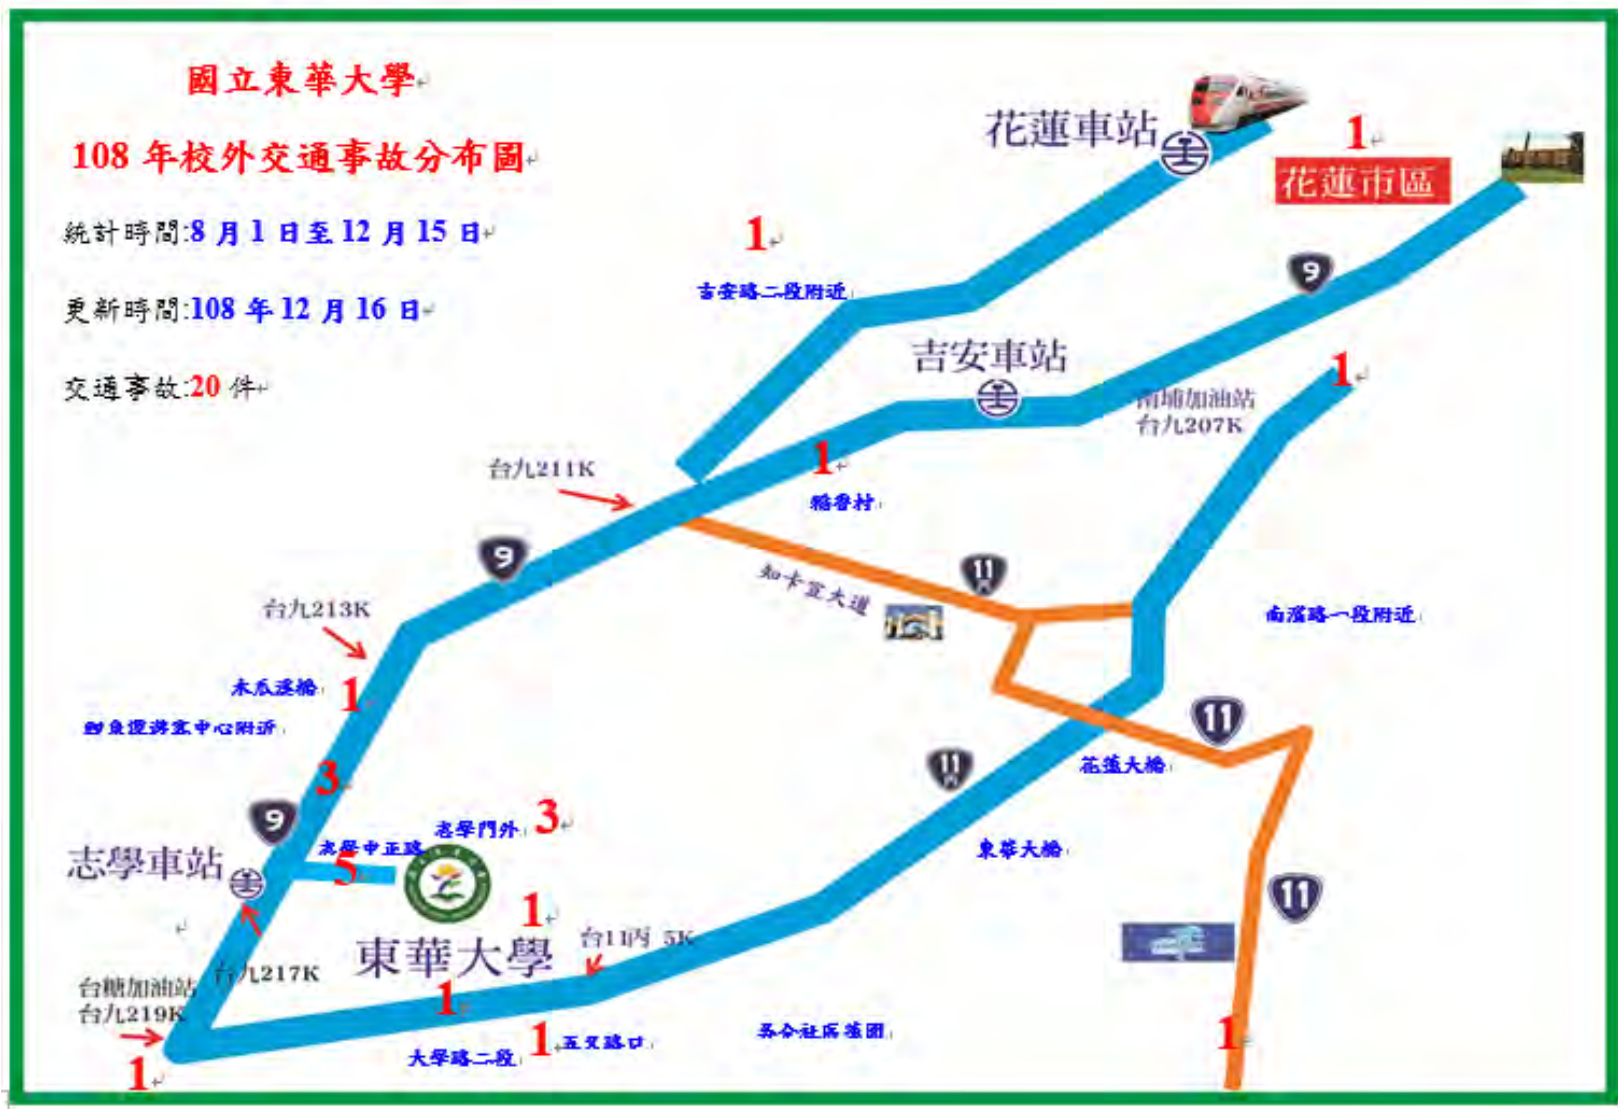 國立東華大學
108 年校外交通事故分布圖
統計時間:8 月 1 日至 12 月 15 日
更新時間:108 年 12 月 16 日
交通事故:20 件
花蓮車站
1
花蓮市區
1
吉安路二段附近
9
吉安車站
1
南埔加油站
台九207K
台九211K
1
稻香村
9
11
知卡宣大道
台九213K
南濱路一段附近
木瓜溪橋
1
鯉魚潭遊客中心附近
11
花蓮大橋
11
丙
3
9
志學門外
3
志學中正路
5
東華大橋
志學車站
11
1
東華大學
台11丙 5K
台九217K
台糖加油站
台九219K
1
大學路二段
1
五叉路口
1
1